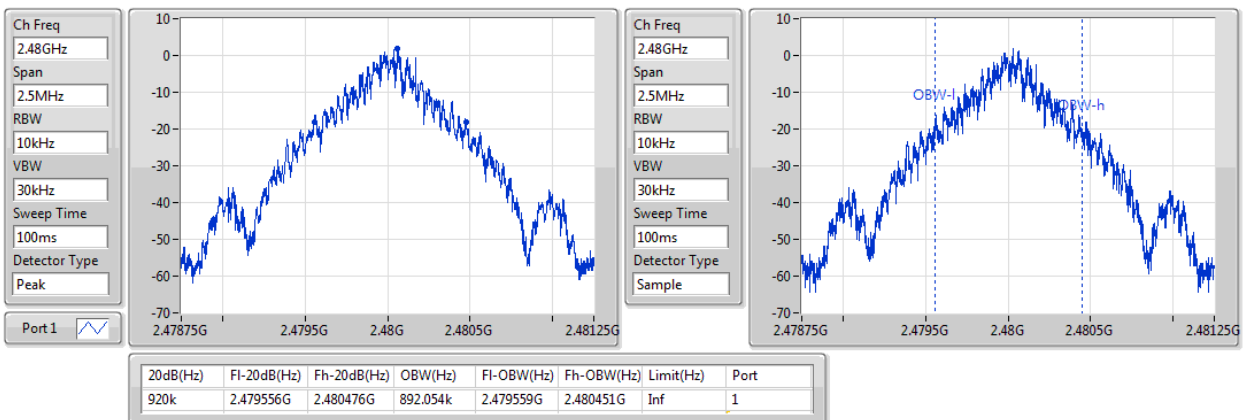 Ch Freq
2.48GHz
Span
2.5MHz
RBW
10kHz
VBW
30kHz
Sweep Time
100ms
Detector Type
Peak
Port 1
10
0
-10
-20
-30
-40
-50
-60
-70
2.47875G 2.4795G 2.48G 2.4805G 2.48125G
Ch Freq
2.48GHz
Span
2.5MHz
RBW
10kHz
VBW
30kHz
Sweep Time
100ms
Detector Type
Sample
10
0
-10
-20
-30
-40
-50
-60
-70
OBW-l
OBW-h
2.47875G 2.4795G 2.48G 2.4805G 2.48125G
20dB(Hz) Fl-20dB(Hz) Fh-20dB(Hz) OBW(Hz) Fl-OBW(Hz) Fh-OBW(Hz) Limit(Hz) Port
920k 2.479556G 2.480476G 892.054k 2.479559G 2.480451G Inf 1